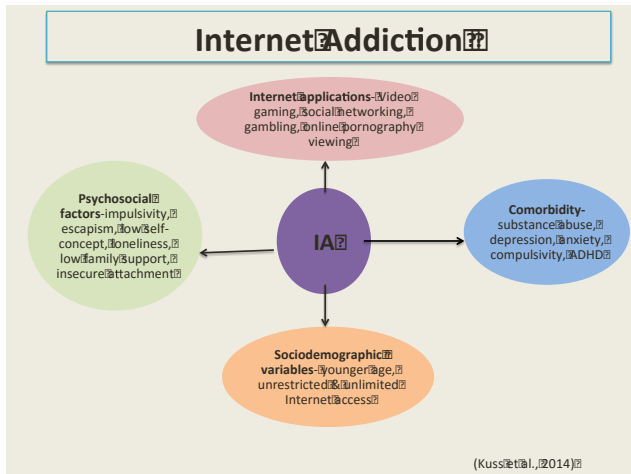 Internet Addiction
Internet applications- Video
gaming, social networking,
gambling, online pornography
viewing
Psychosocial
factors-impulsivity,
escapism, low self-
concept, loneliness,
low family support,
insecure attachment
IA
Comorbidity-
substance abuse,
depression, anxiety,
compulsivity, ADHD
Sociodemographic
variables- younger age,
unrestricted & unlimited
Internet access
(Kuss et al., 2014)